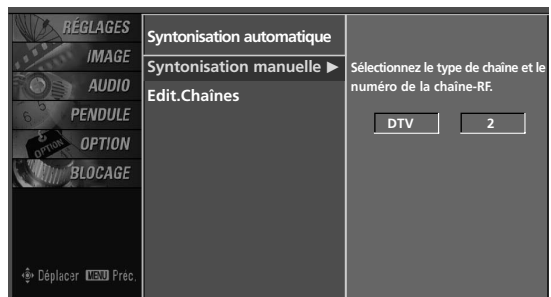 RÉGLAGES
IMAGE
AUDIO
PENDULE
OPTION
BLOCAGE
Déplacer MENU Préc.
Syntonisation automatique
Syntonisation manuelle ►
Edit.Chaînes
Sélectionnez le type de chaîne et le
numéro de la chaîne-RF.
DTV 2